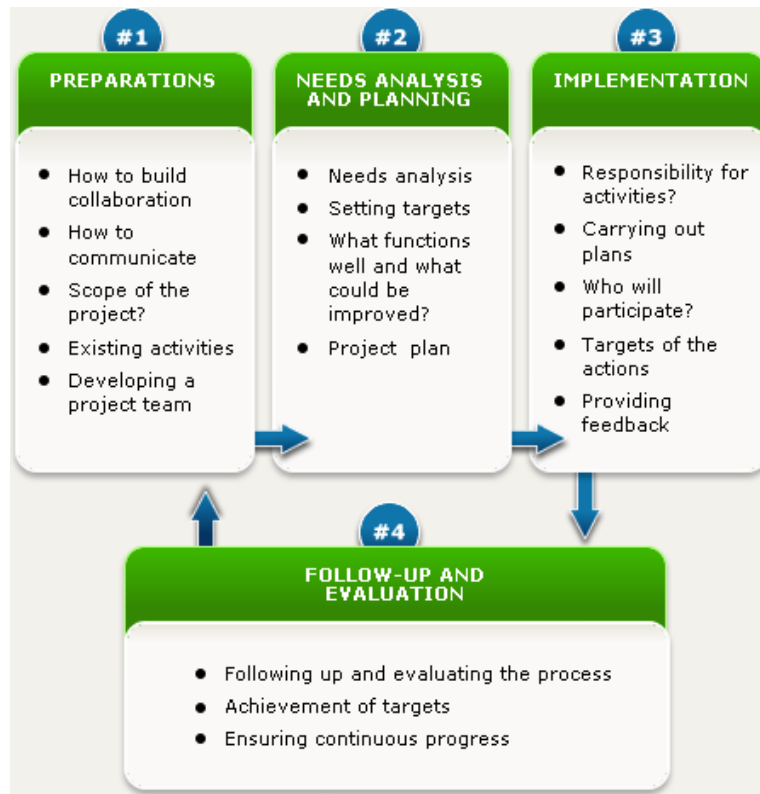 #1
PREPARATIONS
• How to build
collaboration
• How to
communicate
• Scope of the
project?
• Existing activities
• Developing a
project team
#2
NEEDS ANALYSIS
AND PLANNING
• Needs analysis
• Setting targets
• What functions
well and what
could be
improved?
• Project plan
#3
IMPLEMENTATION
• Responsibility for
activities?
• Carrying out
plans
• Who will
participate?
• Targets of the
actions
• Providing
feedback
#4
FOLLOW-UP AND
EVALUATION
• Following up and evaluating the process
• Achievement of targets
• Ensuring continuous progress